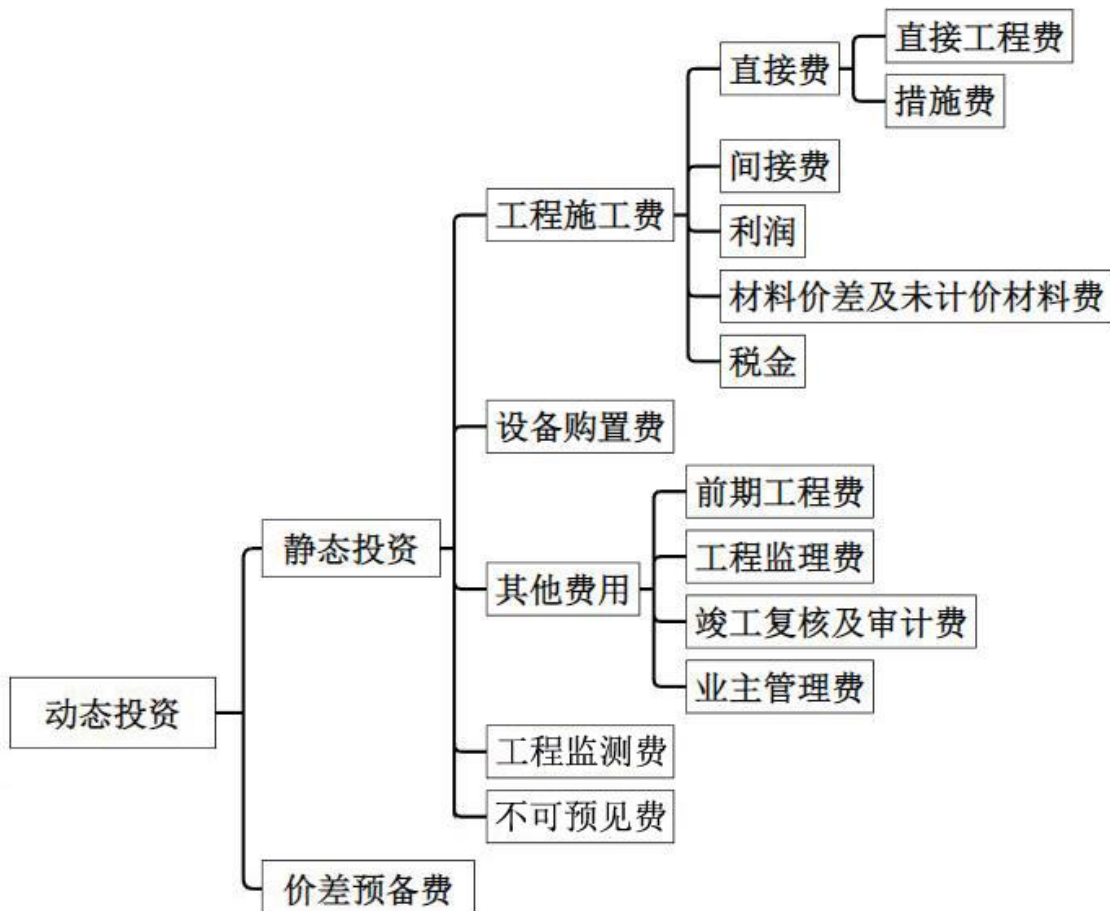 直接工程费
直接费
措施费
间接费
工程施工费
利润
材料价差及未计价材料费
税金
设备购置费
前期工程费
静态投资
工程监理费
其他费用
竣工复核及审计费
业主管理费
动态投资
工程监测费
不可预见费
价差预备费